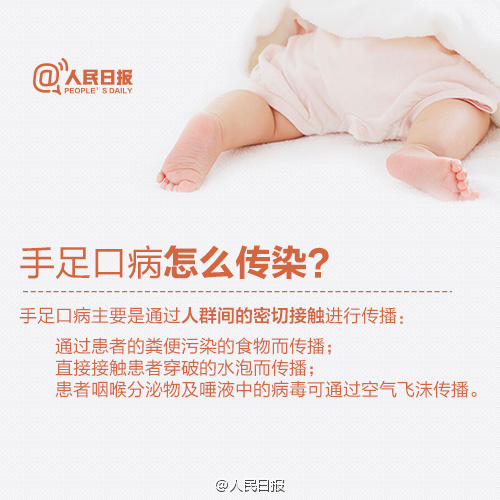 @人民日报
PEOPLE'S DAILY
手足口病怎么传染?
手足口病主要是通过人群间的密切接触进行传播：
通过患者的粪便污染的食物而传播；
直接接触患者穿破的水泡而传播；
患者咽喉分泌物及唾液中的病毒可通过空气飞沫传播。
@人民日报